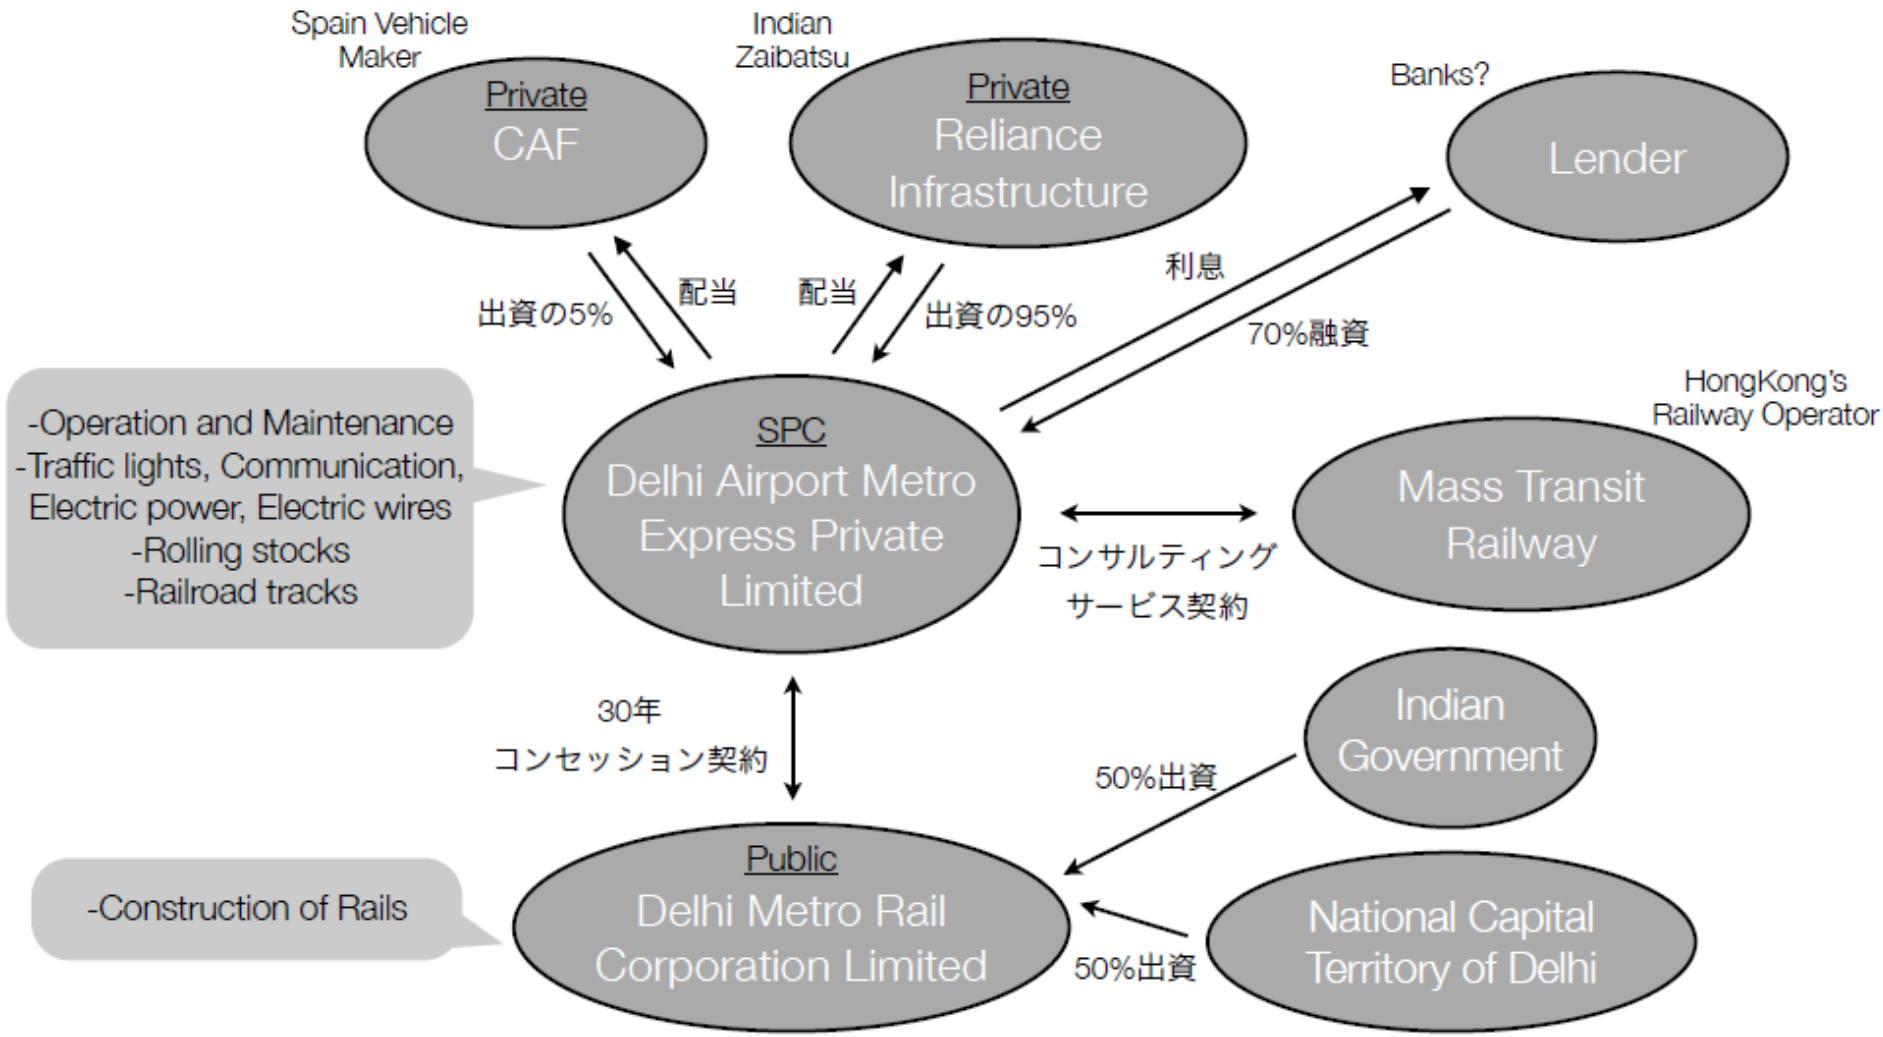 Spain Vehicle
Maker
Private
CAF
Indian
Zaibatsu
Private
Reliance
Infrastructure
Banks?
Lender
出資の5%
配当
配当
出資の95%
利息
70%融資
-Operation and Maintenance
-Traffic lights, Communication,
Electric power, Electric wires
-Rolling stocks
-Railroad tracks
SPC
Delhi Airport Metro
Express Private
Limited
コンサルティング
サービス契約
HongKong's
Railway Operator
Mass Transit
Railway
30年
コンセッション契約
Indian
Government
50%出資
-Construction of Rails
Public
Delhi Metro Rail
Corporation Limited
50%出資
National Capital
Territory of Delhi